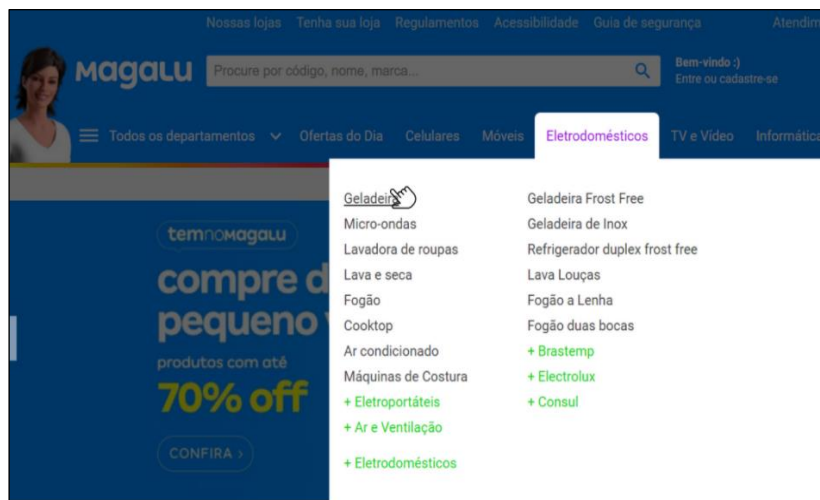 Nossas lojas Tenha sua loja Regulamentos Acessibilidade Guia de segurança
magalu
Procure por código, nome, marca...
Bem-vindo :)
Entre ou cadastre-se
Todos os departamentos Ofertas do Dia Celulares Móveis Eletrodomésticos TV e Vídeo
Geladeira Frost Free
Micro-ondas Geladeira de Inox
Lavadora de roupas Refrigerador duplex frost free
Lava e seca Lava Louças
Fogão Fogão a Lenha
Cooktop Fogão duas bocas
Ar condicionado + Brastemp
Máquinas de Costura + Electrolux
+ Eletroportáteis + Consul
+ Ar e Ventilação
+ Eletrodomésticos
temnomagalu
compre
pequeno
produtos com até
70% off
CONFIRA >